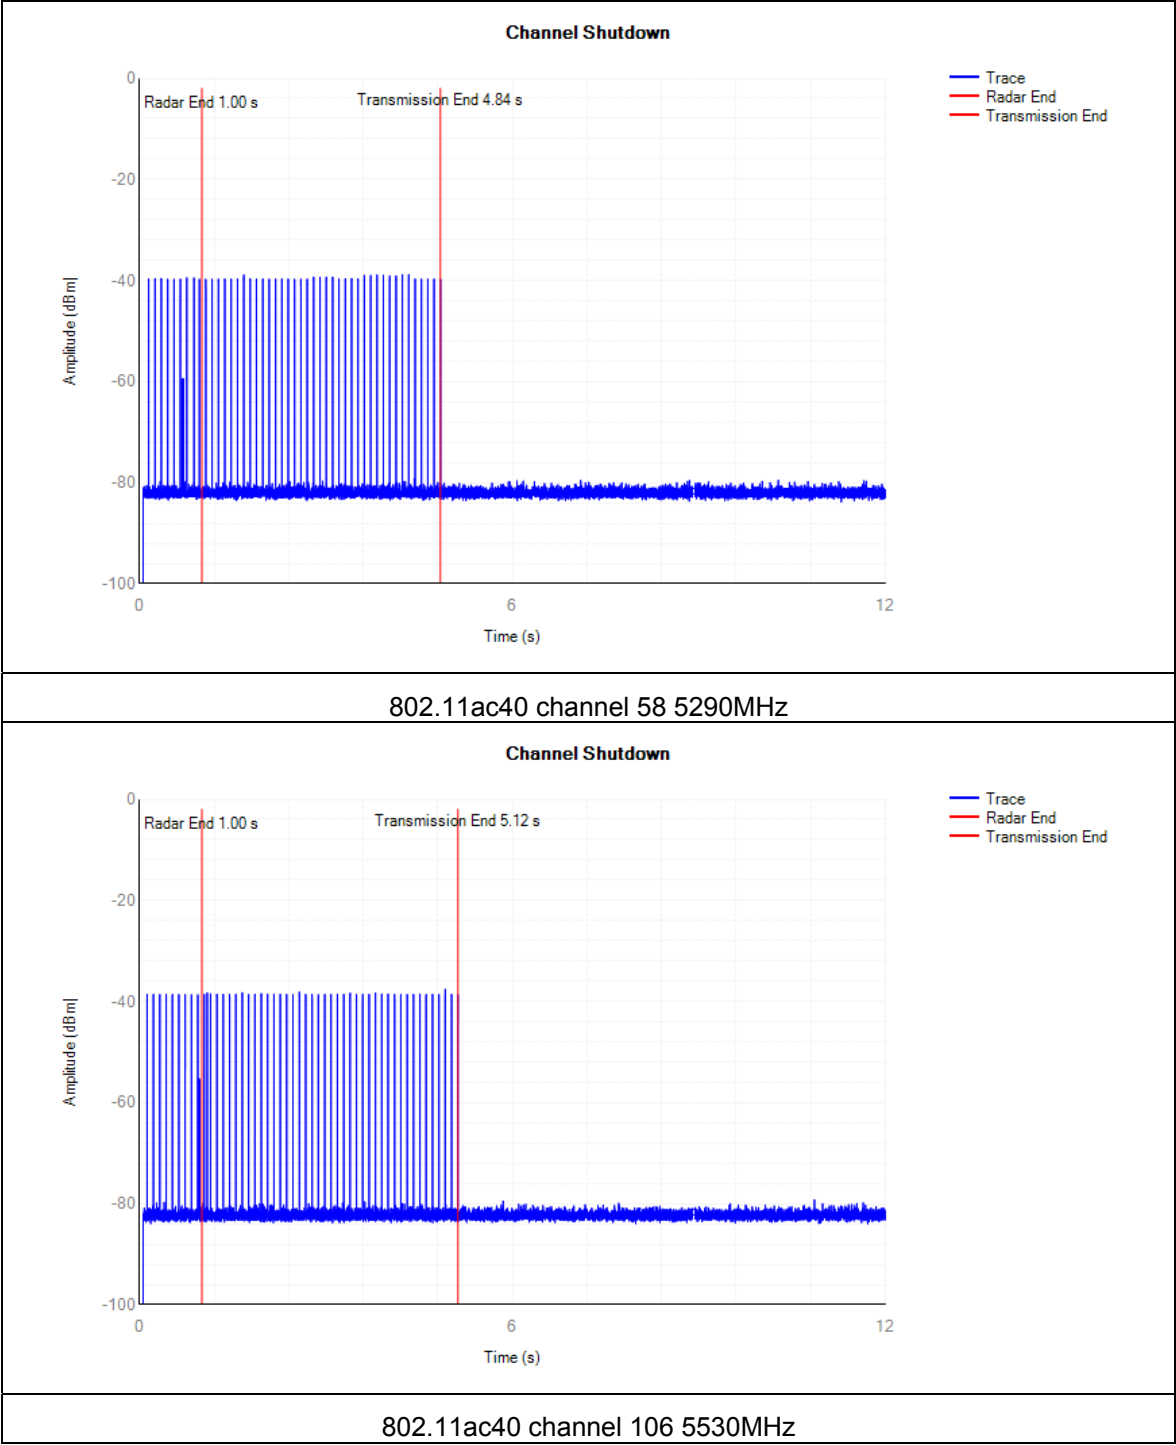 Channel Shutdown
0
Radar End 1.00 s
Transmission End 4.84 s
Trace
Radar End
Transmission End
-20
-40
-60
-80
-100
Amplitude [dBm]
0
6
12
Time (s)
802.11ac40 channel 58 5290MHz
Channel Shutdown
0
Radar End 1.00 s
Transmission End 5.12 s
Trace
Radar End
Transmission End
-20
-40
-60
-80
-100
Amplitude [dBm]
0
6
12
Time (s)
802.11ac40 channel 106 5530MHz